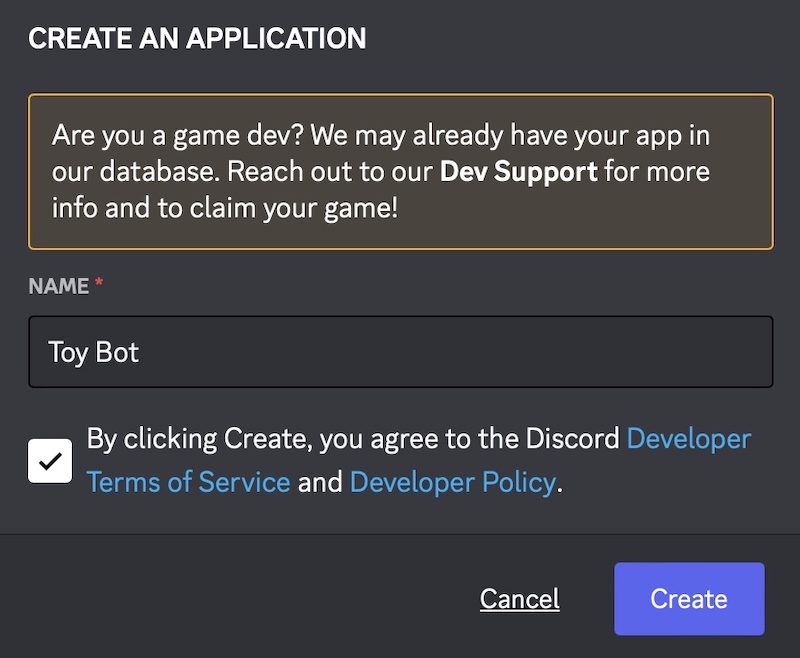 CREATE AN APPLICATION
Are you a game dev? We may already have your app in
our database. Reach out to our Dev Support for more
info and to claim your game!
NAME *
Toy Bot
By clicking Create, you agree to the Discord Developer
Terms of Service and Developer Policy.
Cancel
Create